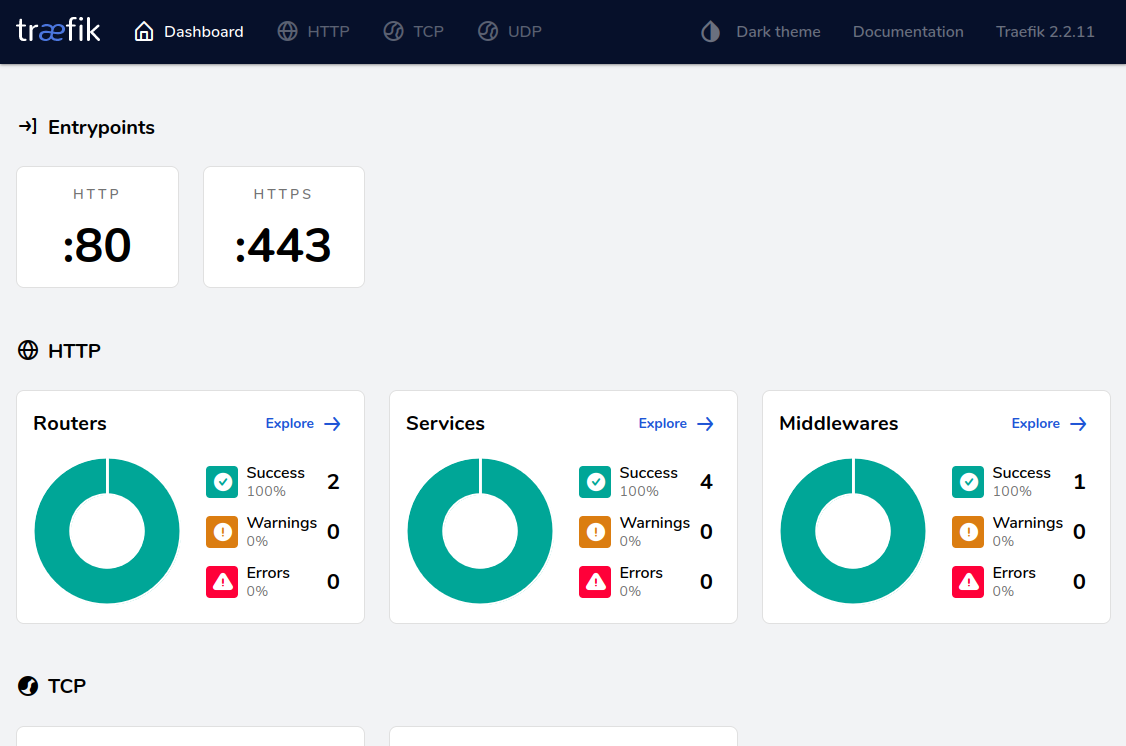 træfik Dashboard HTTP TCP UDP Dark theme Documentation Traefik 2.2.11
Entrypoints
HTTP HTTPS
:80 :443
HTTP
Routers Explore
Success 2
100%
Warnings 0
0%
Errors 0
0%
Services Explore
Success 4
100%
Warnings 0
0%
Errors 0
0%
Middlewares Explore
Success 1
100%
Warnings 0
0%
Errors 0
0%
TCP